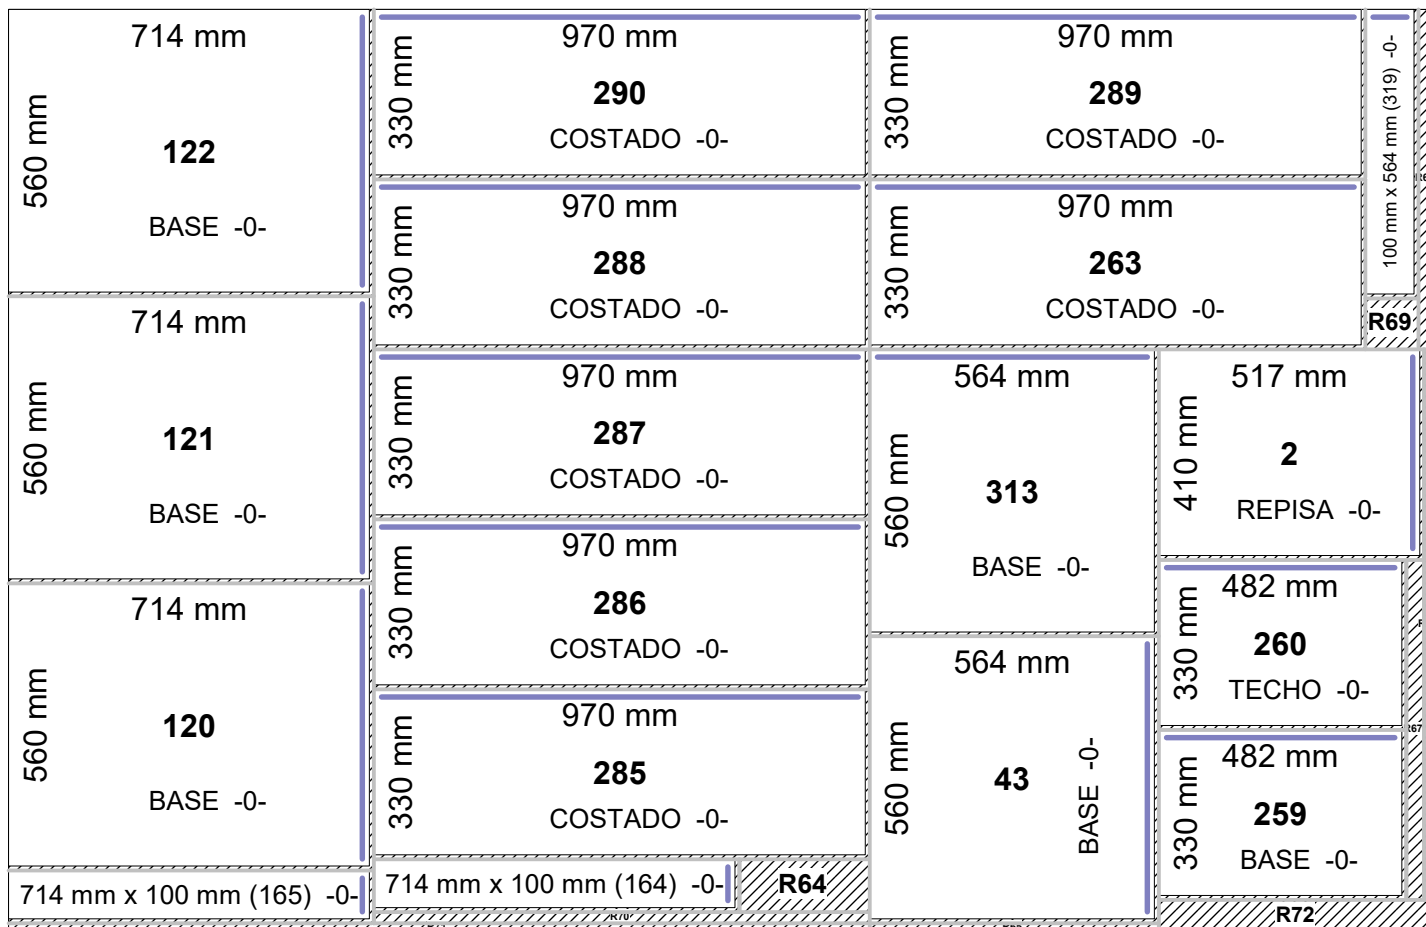 714 mm
560 mm
122
BASE -0-
970 mm
330 mm
290
COSTADO -0-
970 mm
330 mm
289
COSTADO -0-
100 mm x 564 mm (319) -0-
970 mm
330 mm
288
COSTADO -0-
970 mm
330 mm
263
COSTADO -0-
R69
714 mm
560 mm
121
BASE -0-
970 mm
330 mm
287
COSTADO -0-
564 mm
560 mm
313
BASE -0-
517 mm
410 mm
2
REPISA -0-
970 mm
330 mm
286
COSTADO -0-
482 mm
330 mm
260
TECHO -0-
714 mm
560 mm
120
BASE -0-
970 mm
330 mm
285
COSTADO -0-
564 mm
560 mm
43
BASE -0-
482 mm
330 mm
259
BASE -0-
714 mm x 100 mm (165) -0-
714 mm x 100 mm (164) -0-
R64
R70
R72